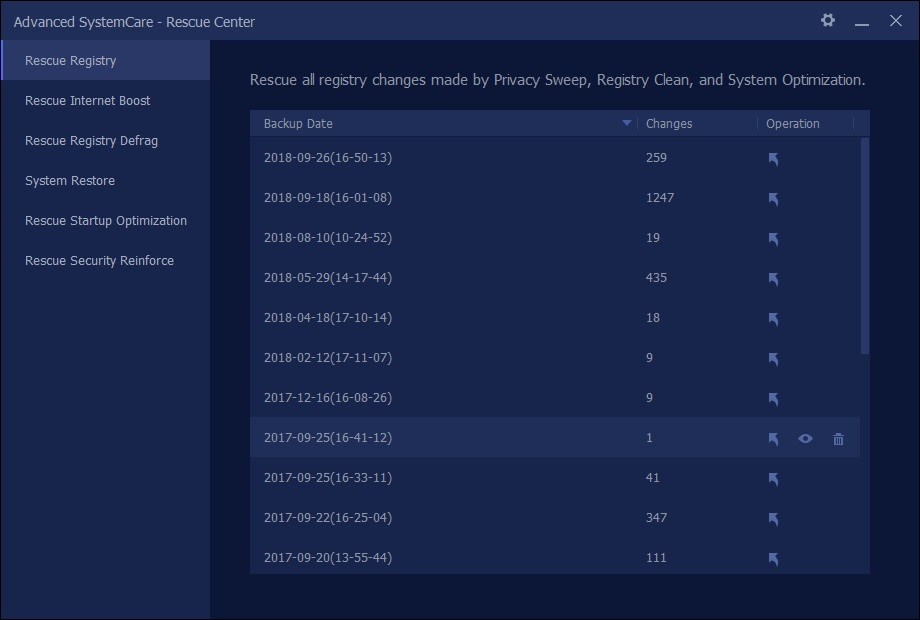 Advanced SystemCare - Rescue Center
Rescue Registry
Rescue Internet Boost
Rescue Registry Defrag
System Restore
Rescue Startup Optimization
Rescue Security Reinforce
Rescue all registry changes made by Privacy Sweep, Registry Clean, and System Optimization.
Backup Date Changes Operation
2018-09-26(16-50-13) 259
2018-09-18(16-01-08) 1247
2018-08-10(10-24-52) 19
2018-05-29(14-17-44) 435
2018-04-18(17-10-14) 18
2018-02-12(17-11-07) 9
2017-12-16(16-08-26) 9
2017-09-25(16-41-12) 1
2017-09-25(16-33-11) 41
2017-09-22(16-25-04) 347
2017-09-20(13-55-44) 111